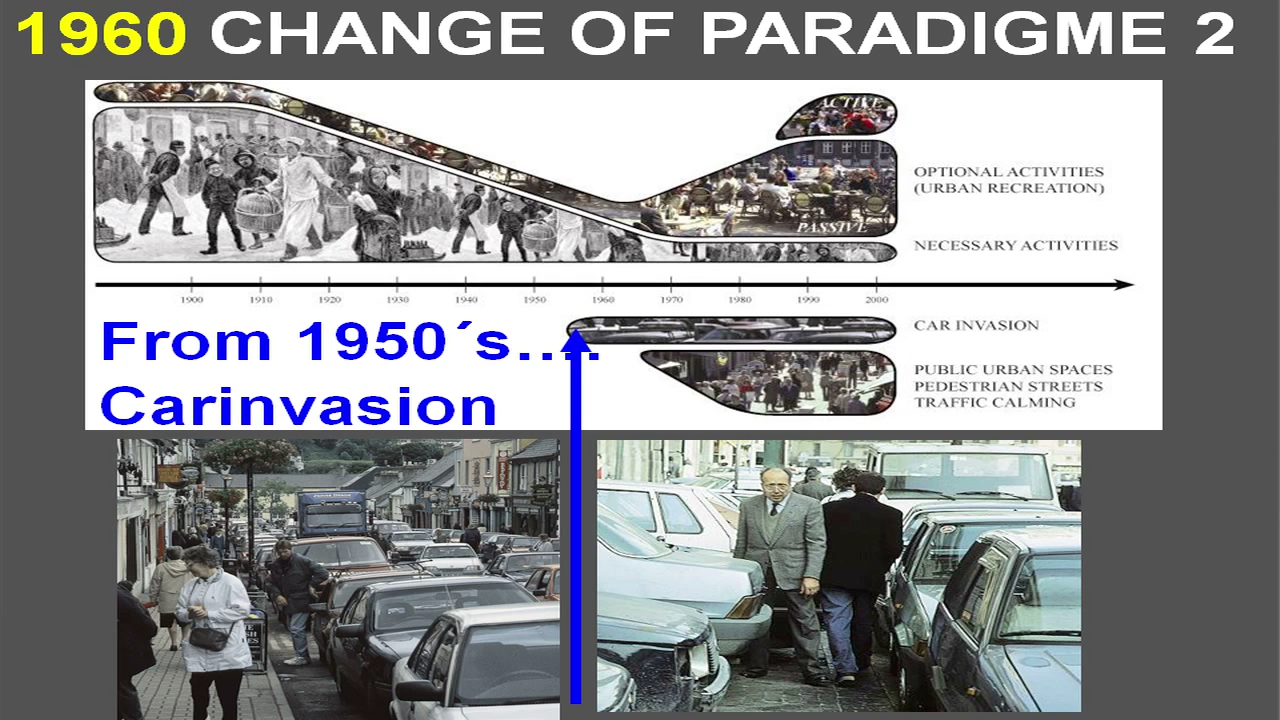 1960 CHANGE OF PARADIGME 2
ACTIVE
OPTIONAL ACTIVITIES
(URBAN RECREATION)
PASSIVE
NECESSARY ACTIVITIES
1900 1910 1920 1930 1940 1950 1960 1970 1980 1990 2000
From 1950´s....
CAR INVASION
Carinvasion
PUBLIC URBAN SPACES
PEDESTRIAN STREETS
TRAFFIC CALMING